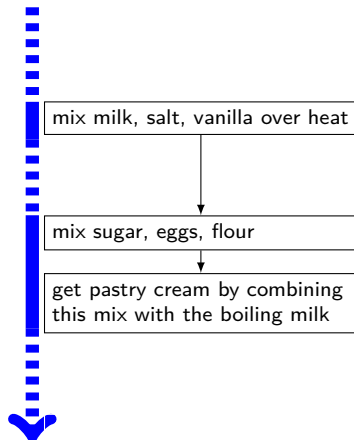 mix milk, salt, vanilla over heat
mix sugar, eggs, flour
get pastry cream by combining
this mix with the boiling milk